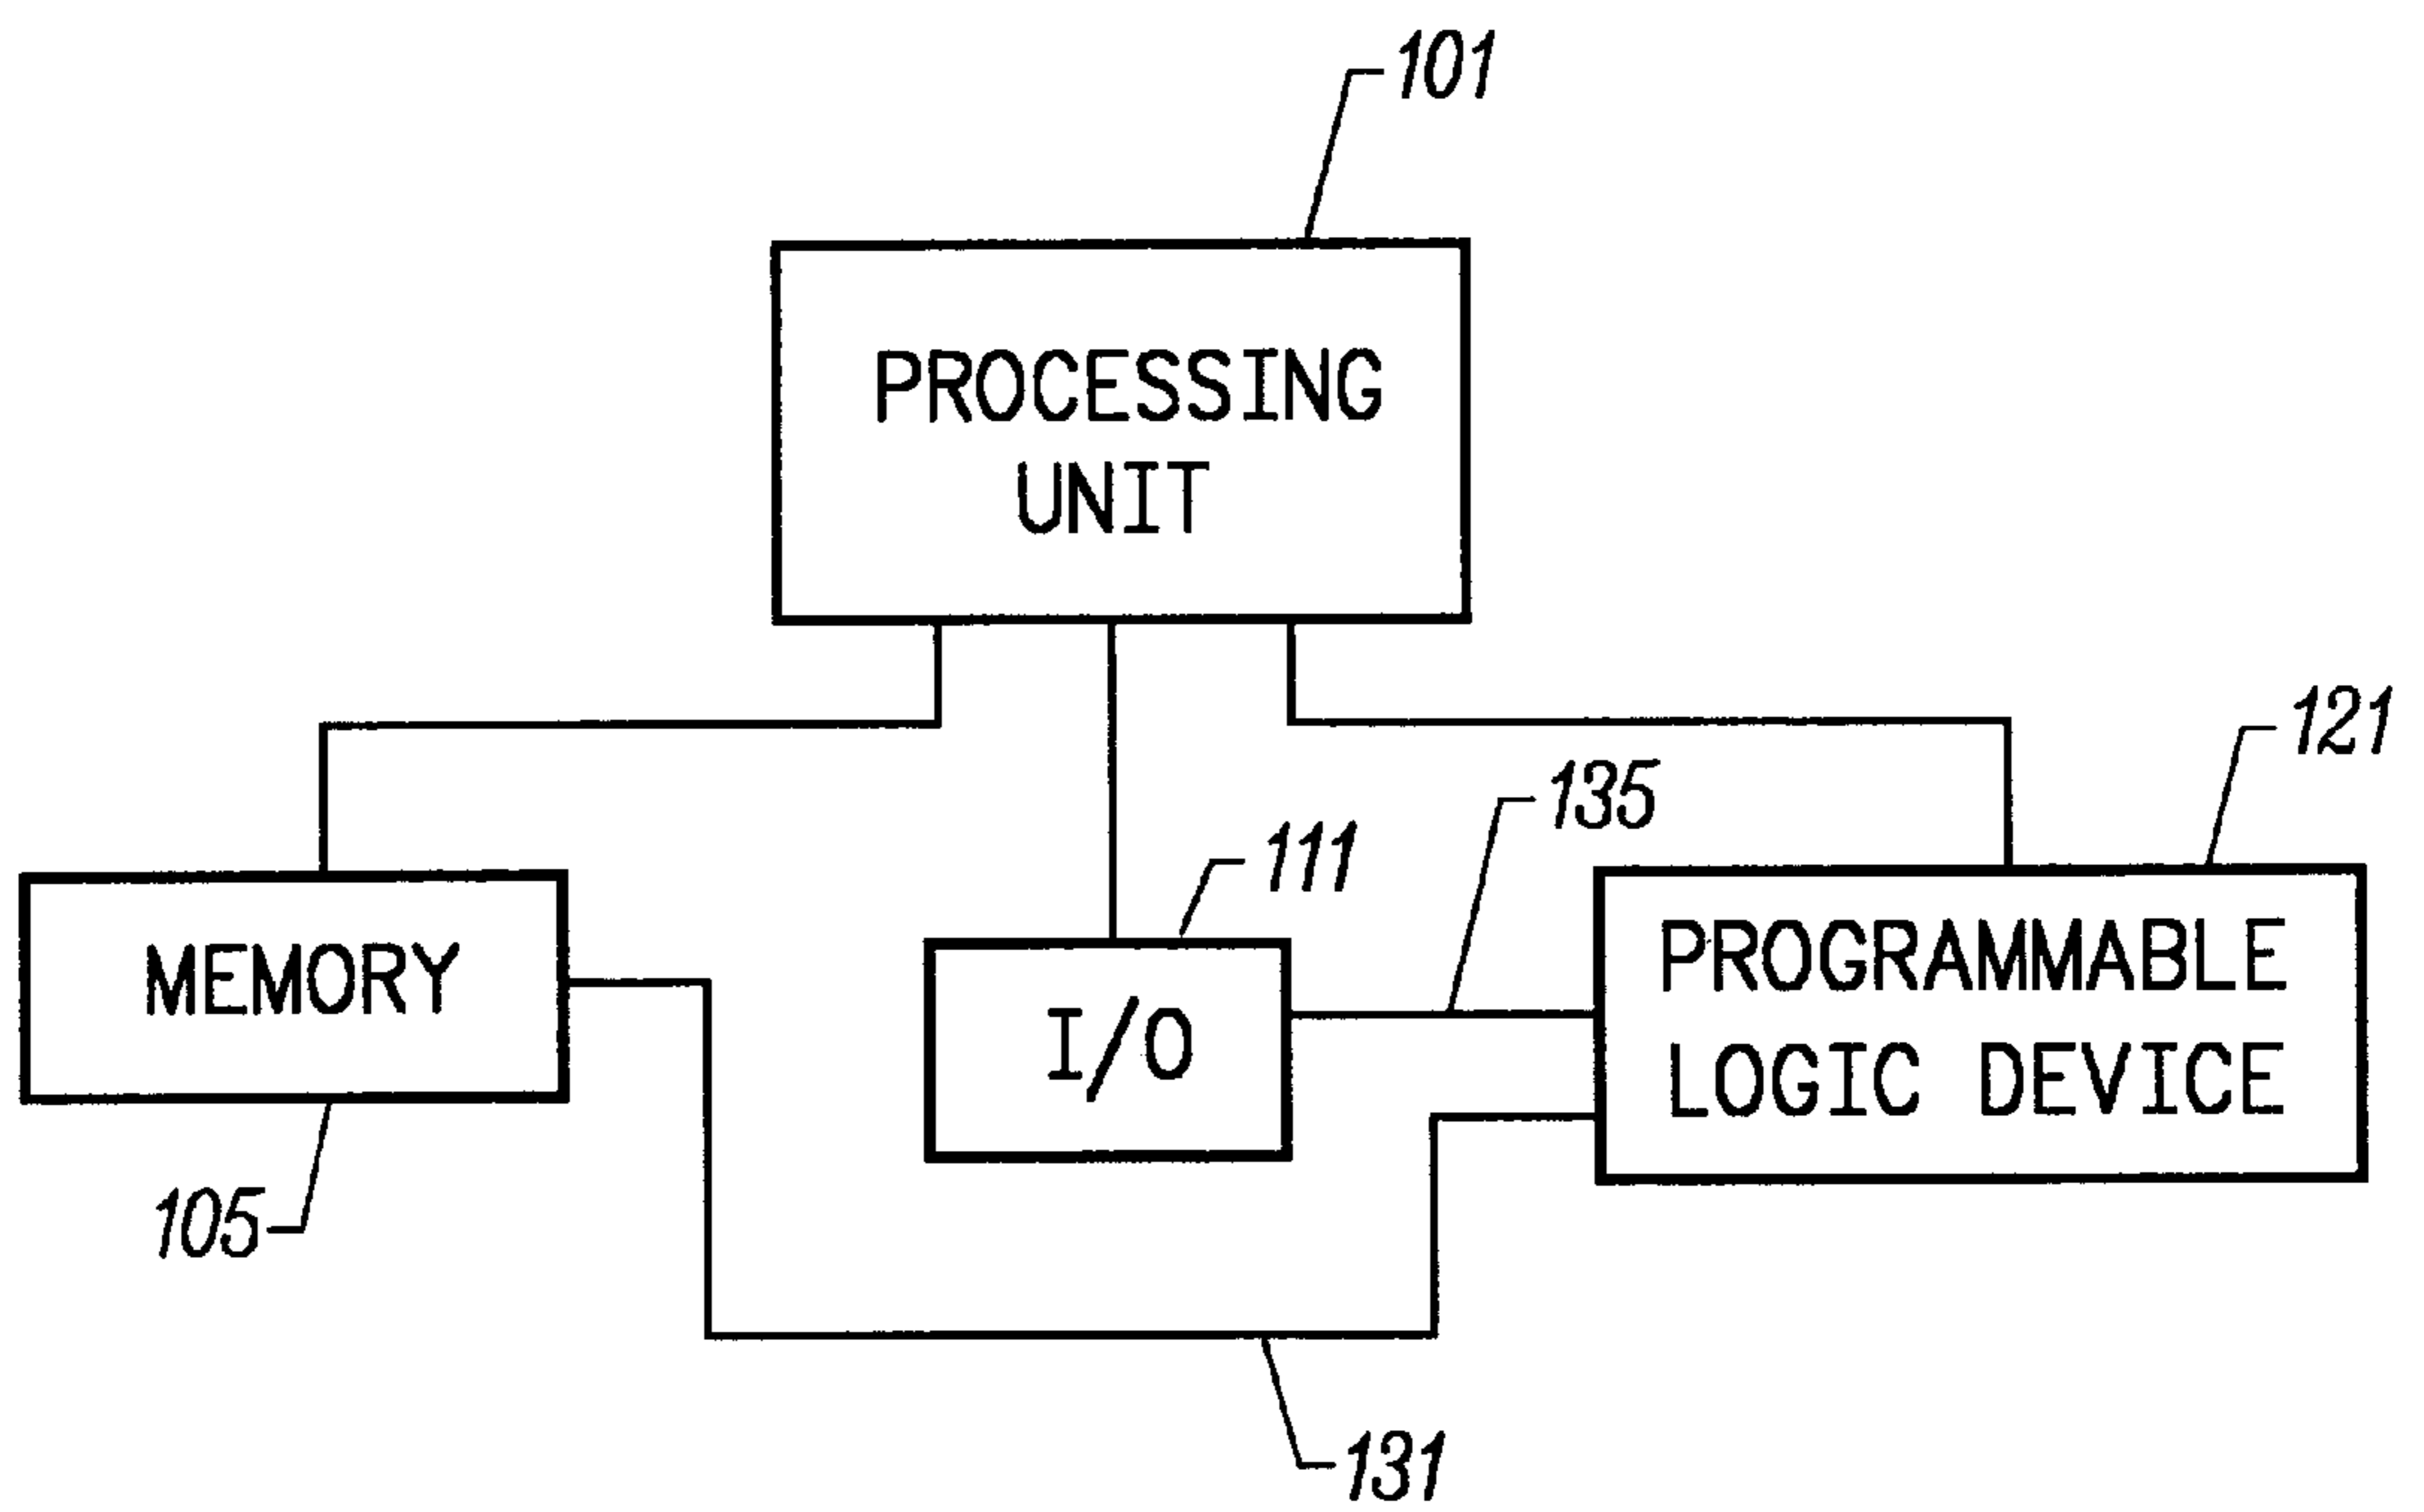 101
PROCESSING
UNIT
121
135
111
MEMORY
I/O
PROGRAMMABLE
LOGIC DEVICE
105
131